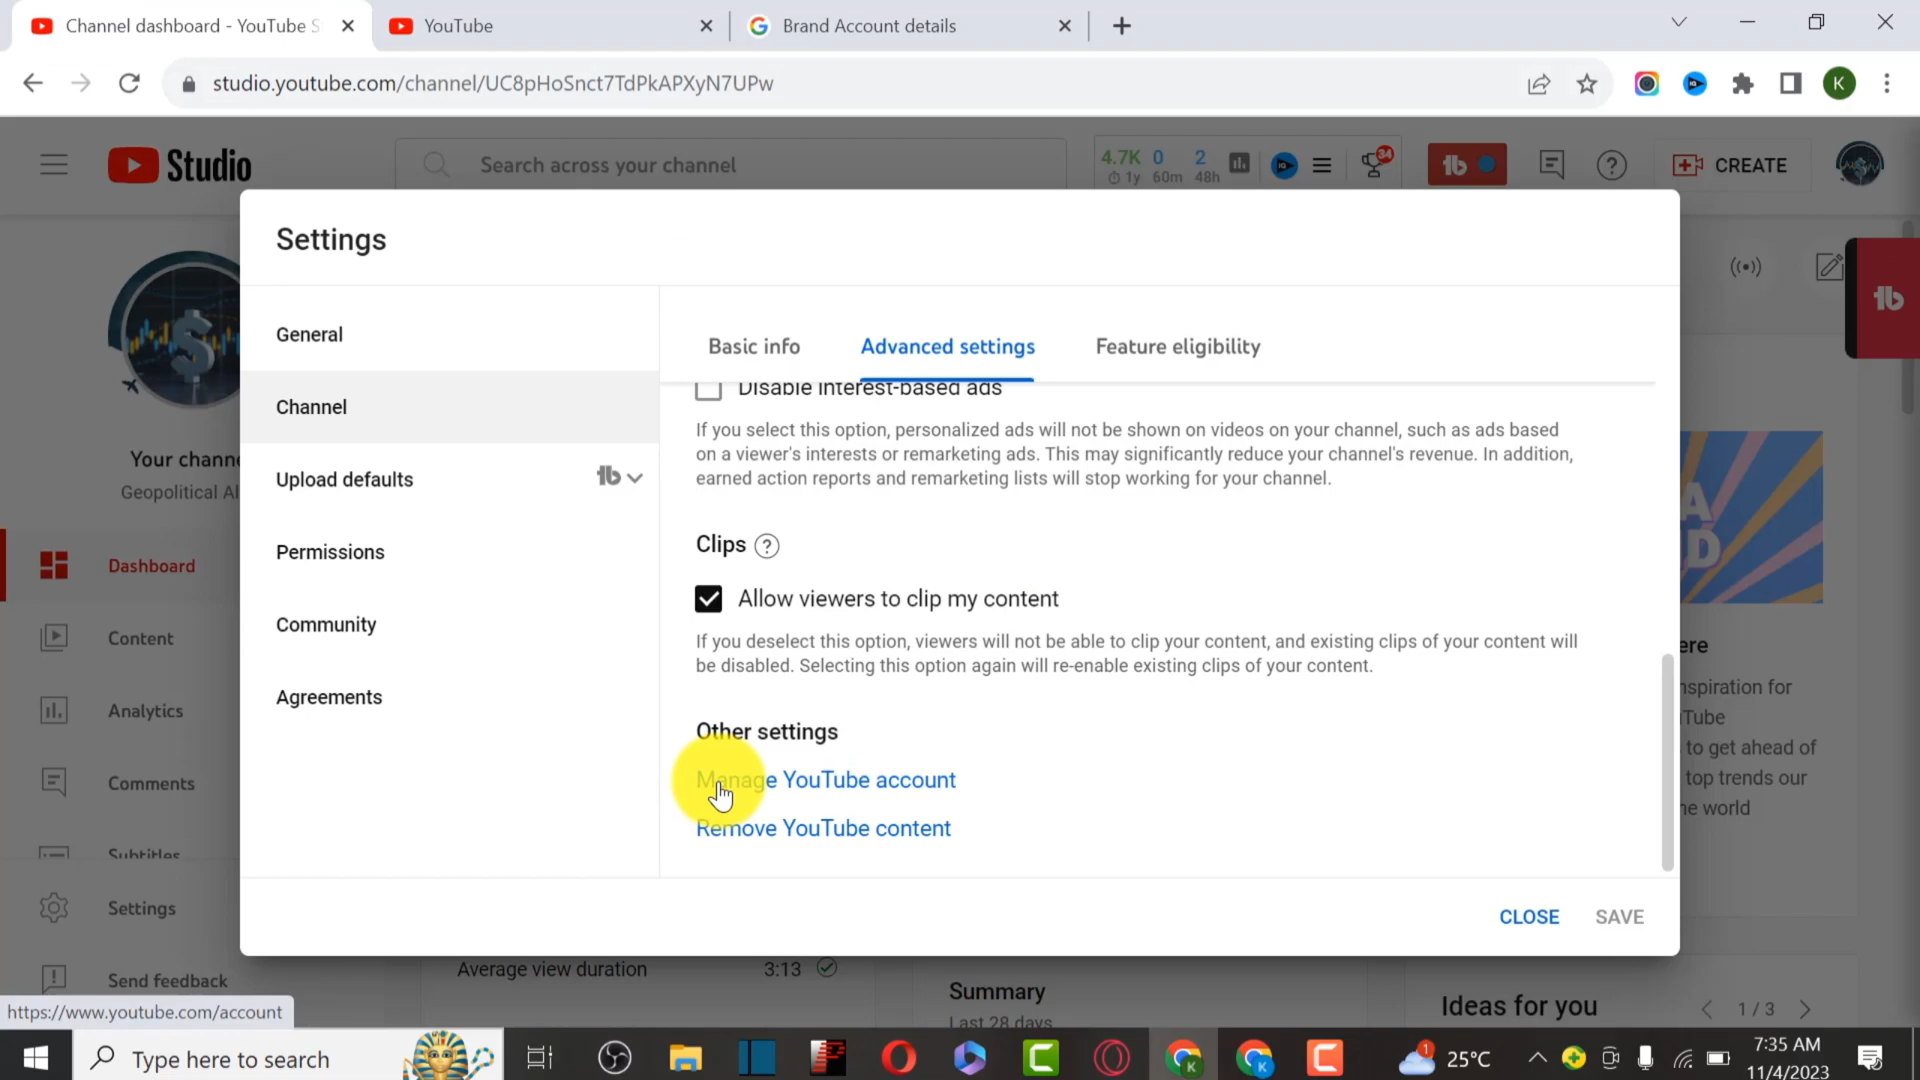 Channel dashboard - YouTube S
YouTube
Brand Account details
studio.youtube.com/channel/UC8pHoSnct7TdPkAPXyN7UPw
K
Studio
Search across your channel
4.7K 0 2
1y 60m 48h
34
CREATE
Settings
General
Channel
Upload defaults
Permissions
Community
Agreements
Basic info
Advanced settings
Feature eligibility
Disable interest-based ads
If you select this option, personalized ads will not be shown on videos on your channel, such as ads based
on a viewer's interests or remarketing ads. This may significantly reduce your channel's revenue. In addition,
earned action reports and remarketing lists will stop working for your channel.
Clips
Allow viewers to clip my content
If you deselect this option, viewers will not be able to clip your content, and existing clips of your content will
be disabled. Selecting this option again will re-enable existing clips of your content.
Other settings
Manage YouTube account
Remove YouTube content
CLOSE
SAVE
Your channe
Geopolitical Al
Dashboard
Content
Analytics
Comments
Subtitles
Settings
Send feedback
A
D
ere
nspiration for
Tube
to get ahead of
top trends our
ne world
Average view duration
3:13
Summary
Last 28 days
Ideas for you
1 / 3
https://www.youtube.com/account
Type here to search
1
25°C
7:35 AM
11/4/2023